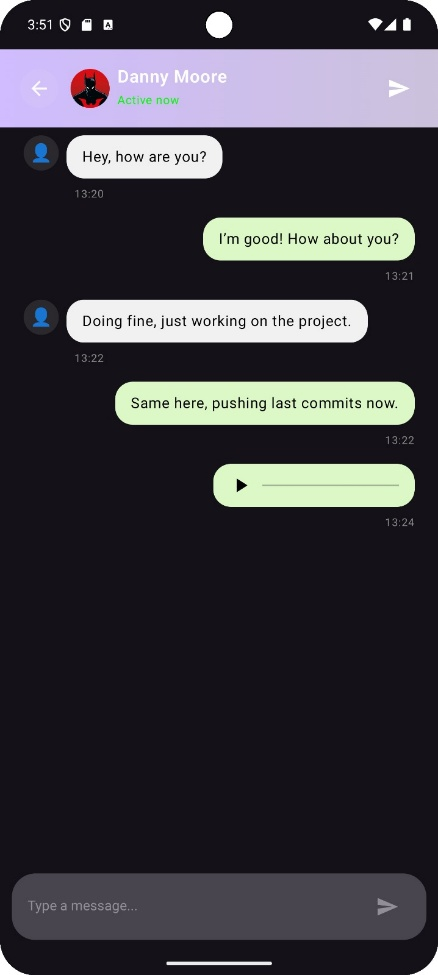 3:51
Danny Moore
Active now
Hey, how are you?
13:20
I'm good! How about you?
13:21
Doing fine, just working on the project.
13:22
Same here, pushing last commits now.
13:22
13:24
Type a message...